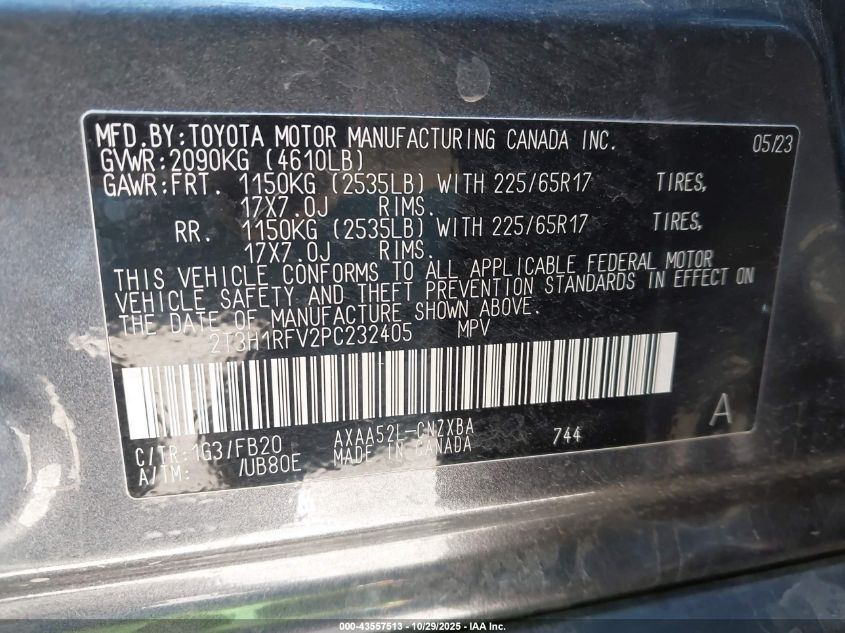 MFD.BY:TOYOTA MOTOR MANUFACTURING CANADA INC. 05/23
GVWR:2090KG (4610LB)
GAWR:FRT. 1150KG (2535LB) WITH 225/65R17 TIRES,
17X7.0J RIMS.
RR. 1150KG (2535LB) WITH 225/65R17 TIRES,
17X7.0J RIMS.
THIS VEHICLE CONFORMS TO ALL APPLICABLE FEDERAL MOTOR
VEHICLE SAFETY AND THEFT PREVENTION STANDARDS IN EFFECT ON
THE DATE OF MANUFACTURE SHOWN ABOVE.
2T3H1RFV2PC232405 MPV
C/TR:1G3/FB20 AXAA52L-CNZXBA 744 A
A/TM: /UB80E MADE IN CANADA
000-43557513 - 10/29/2025 - IAA Inc.